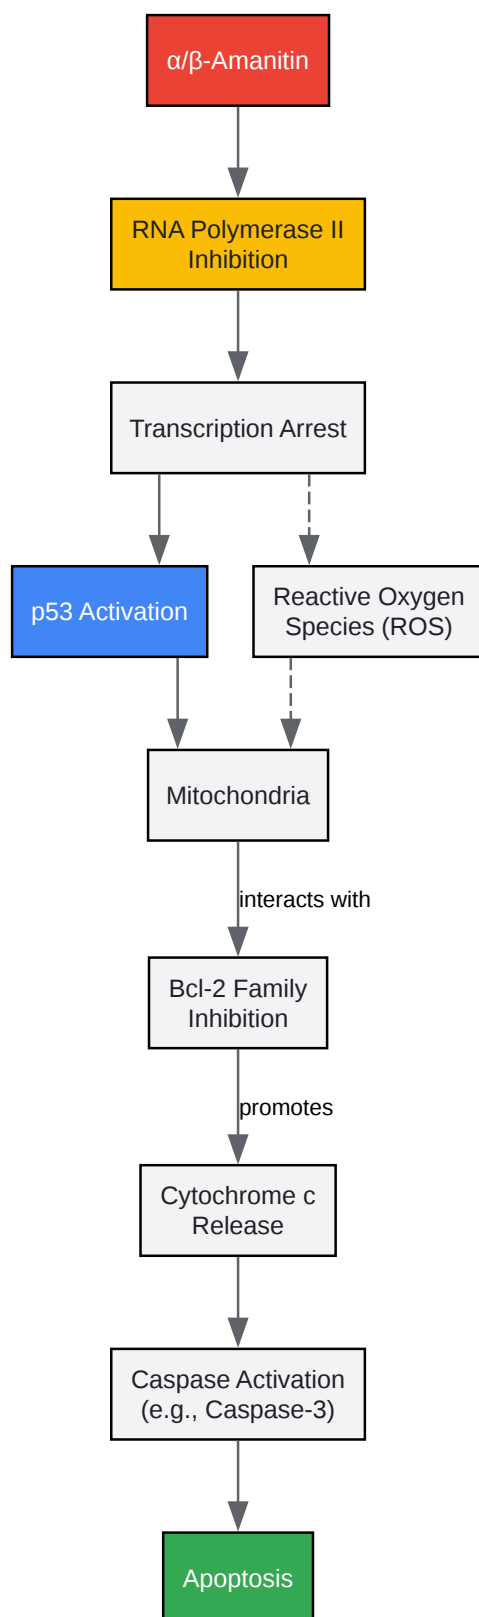 α/β-Amanitin
RNA Polymerase II
Inhibition
Transcription Arrest
p53 Activation
Reactive Oxygen
Species (ROS)
Mitochondria
interacts with
Bcl-2 Family
Inhibition
promotes
Cytochrome c
Release
Caspase Activation
(e.g., Caspase-3)
Apoptosis